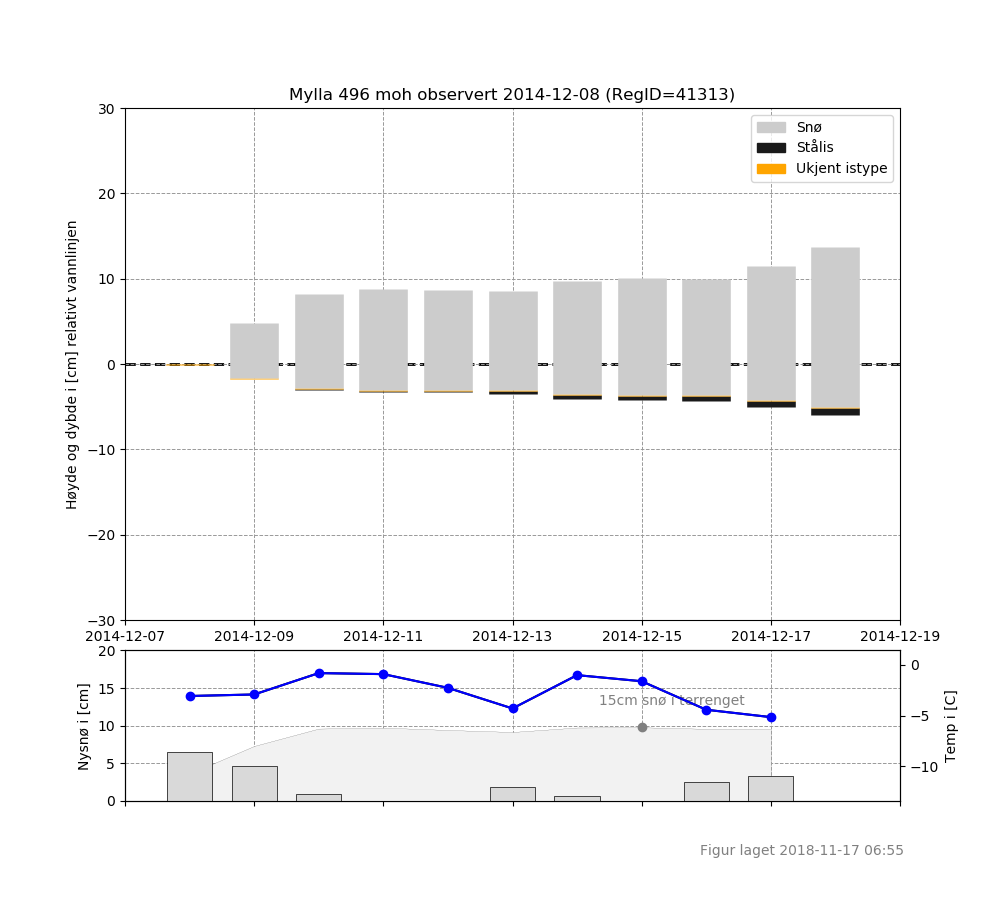 Mylla 496 moh observert 2014-12-08 (RegID=41313)
Høyde og dybde i [cm] relativt vannlinjen
30
20
10
0
−10
−20
−30
Snø
Stålis
Ukjent istype
2014-12-07 2014-12-09 2014-12-11 2014-12-13 2014-12-15 2014-12-17 2014-12-19
Nysnø i [cm]
20
15
10
5
0
15cm snø i terrenget
0
−5
−10
Temp i [C]
Figur laget 2018-11-17 06:55